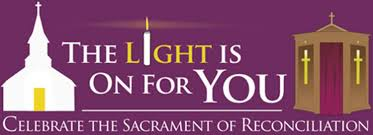 THE LIGHT IS
ON FOR YOU
CELEBRATE THE SACRAMENT OF RECONCILIATION